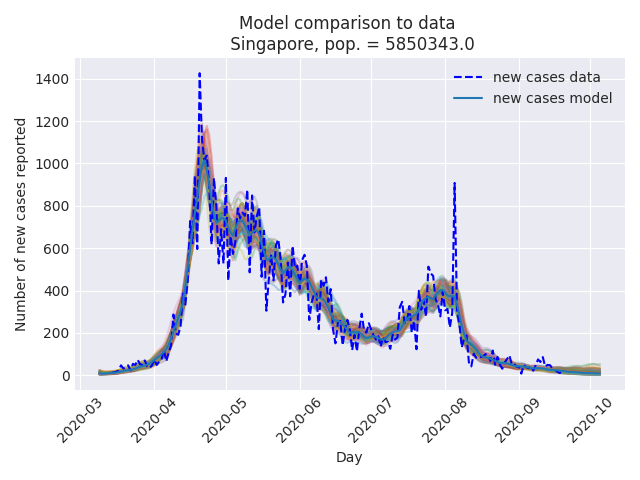 Model comparison to data
Singapore, pop. = 5850343.0
new cases data
new cases model
Number of new cases reported
1400
1200
1000
800
600
400
200
0
2020-03
2020-04
2020-05
2020-06
2020-07
2020-08
2020-09
2020-10
Day